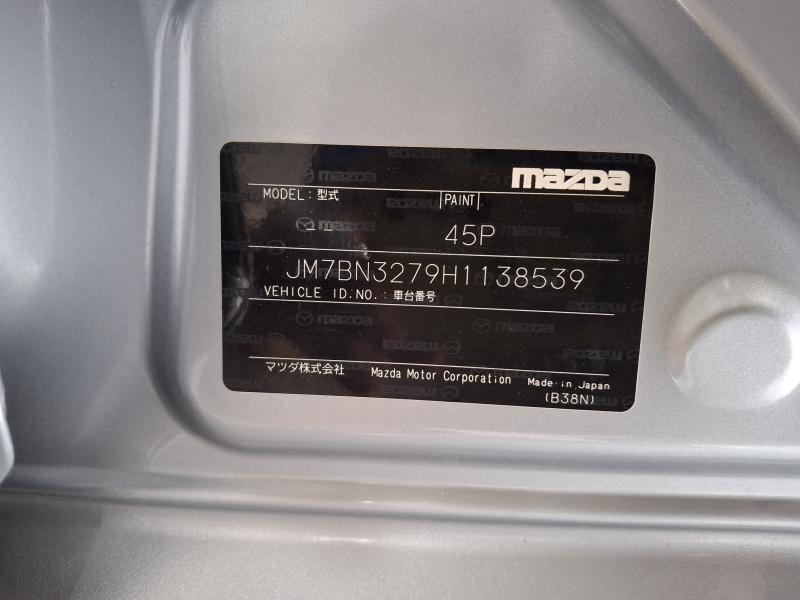 mazda
MODEL: 型式 PAINT
-- 45P
JM7BN3279H1138539
VEHICLE ID.NO.: 車台番号
マツダ株式会社 Mazda Motor Corporation Made in Japan
(B38N)